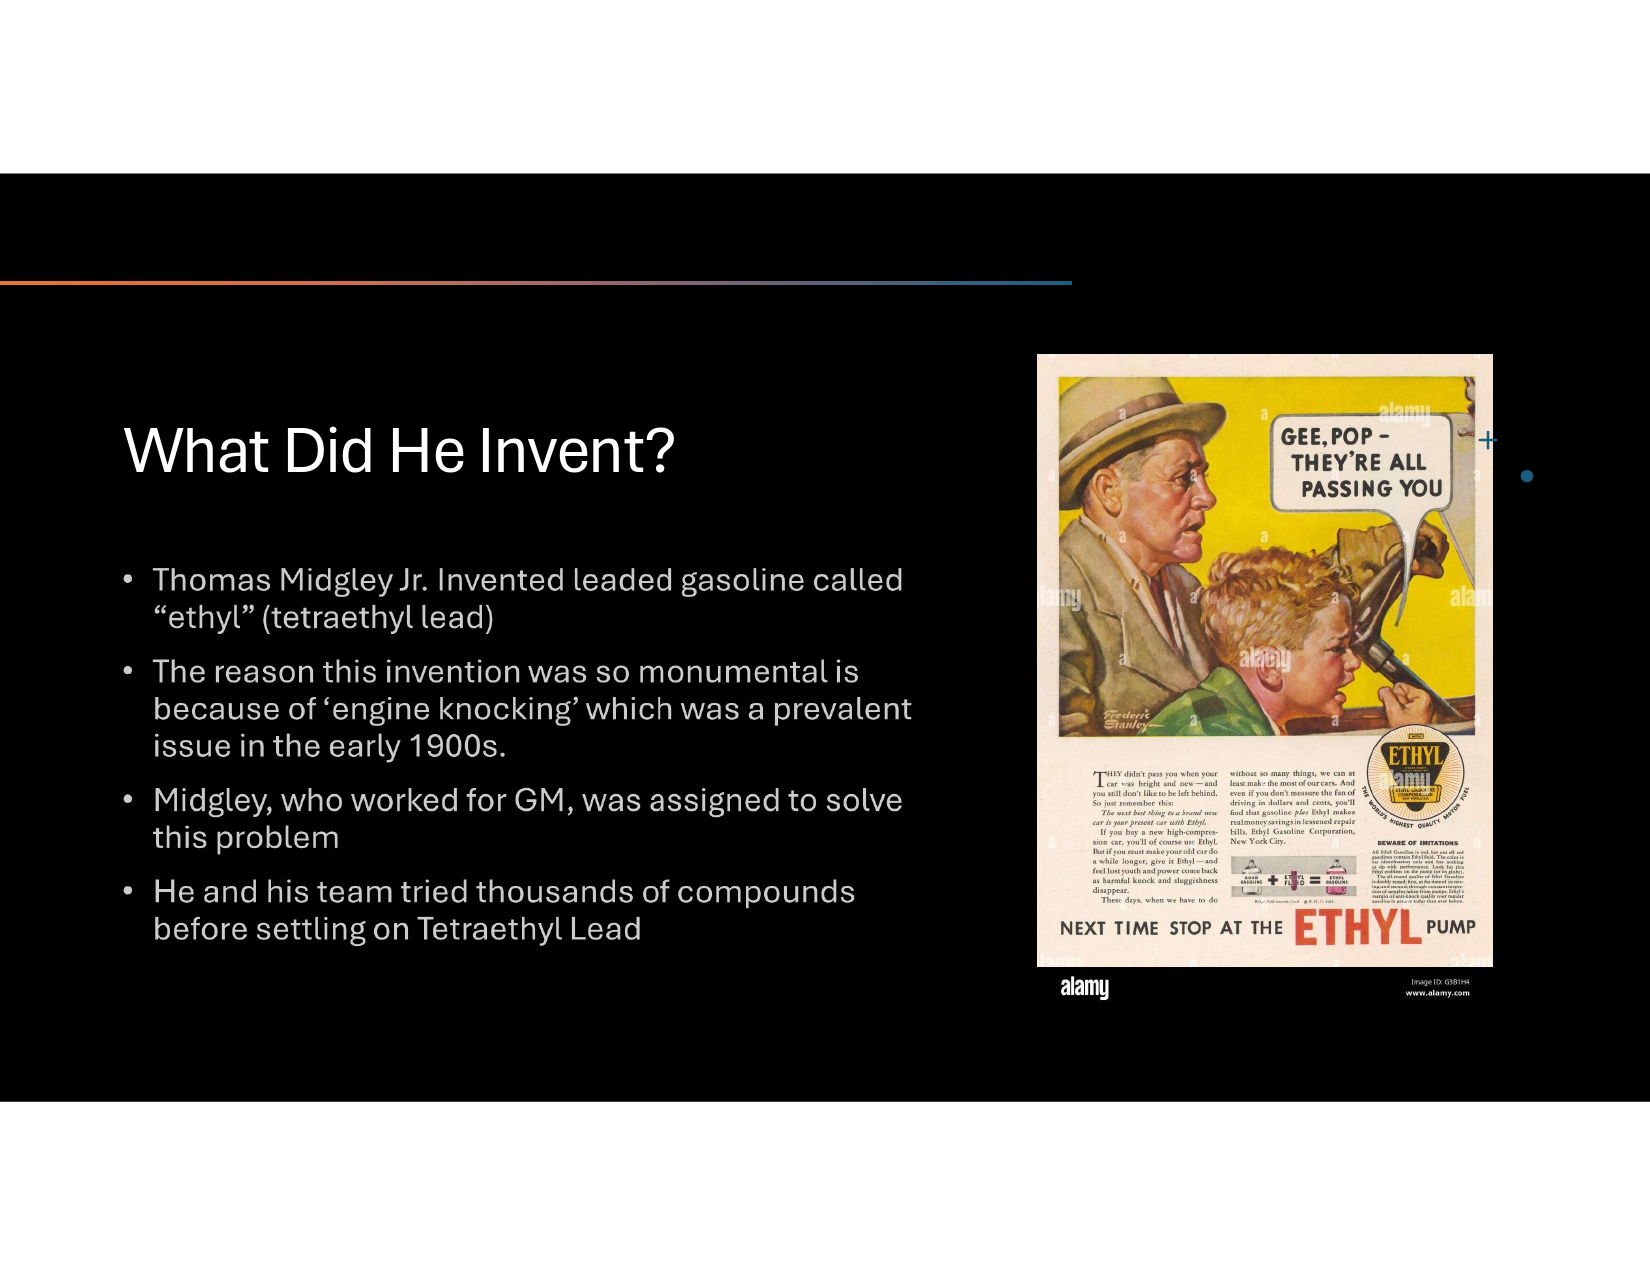 What Did He Invent?
• Thomas Midgley Jr. Invented leaded gasoline called
“ethyl” (tetraethyl lead)
• The reason this invention was so monumental is
because of ‘engine knocking’ which was a prevalent
issue in the early 1900s.
• Midgley, who worked for GM, was assigned to solve
this problem
• He and his team tried thousands of compounds
before settling on Tetraethyl Lead
GEE, POP -
THEY'RE ALL
PASSING YOU
Frederic
Stanley
THEY didn't pass you when your
car was bright and new—and
you still don't like to be left behind.
So just remember this:
The next best thing to a brand new
car is your present car with Ethyl.
If you buy a new high-compres-
sion car, you'll of course use Ethyl.
But if you must make your old car do
a while longer, give it Ethyl—and
feel lost youth and power come back
as harmful knock and sluggishness
disappear.
These days, when we have to do
without so many things, we can at
least make the most of our cars. And
even if you don't measure the fun of
driving in dollars and cents, you'll
find that gasoline plus Ethyl makes
real money savings in lessened repair
bills. Ethyl Gasoline Corporation,
New York City.
GOOD
GASOLINE
+
ETHYL
FLUID
=
ETHYL
GASOLINE
ETHYL
THE WORLD'S HIGHEST QUALITY MOTOR FUEL
BEWARE OF IMITATIONS
NEXT TIME STOP AT THE ETHYL PUMP
alamy
Image ID: G3B1H4
www.alamy.com